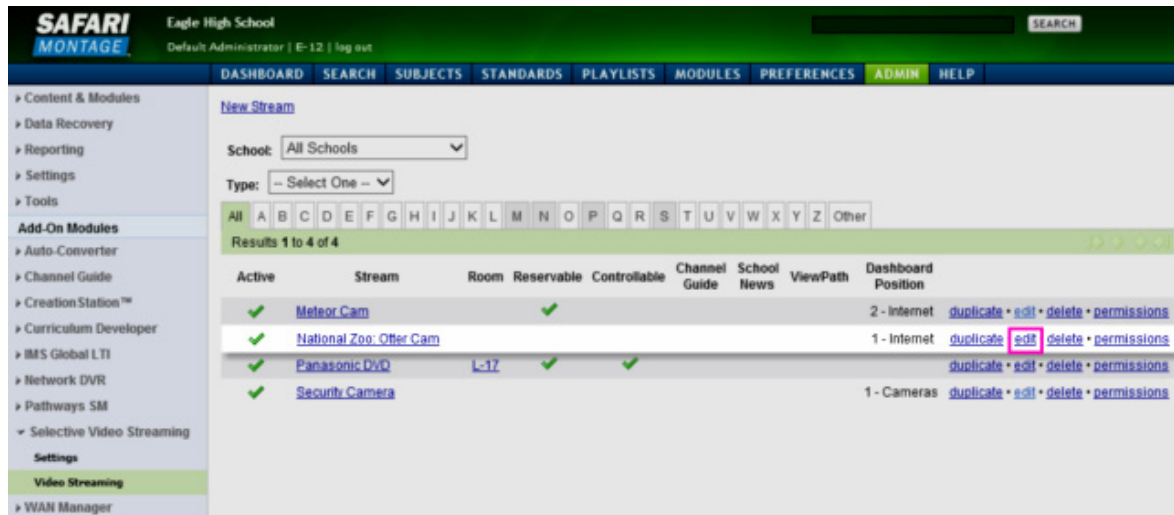 SAFARI
MONTAGE
Eagle High School
Default Administrator | E-12 | log out
SEARCH
DASHBOARD SEARCH SUBJECTS STANDARDS PLAYLISTS MODULES PREFERENCES ADMIN HELP
Content & Modules
Data Recovery
Reporting
Settings
Tools
Add-On Modules
Auto-Converter
Channel Guide
CreationStation™
Curriculum Developer
IMS Global LTI
Network DVR
Pathways SM
Selective Video Streaming
Settings
Video Streaming
WAN Manager
New Stream
School: All Schools
Type: -- Select One --
All A B C D E F G H I J K L M N O P Q R S T U V W X Y Z Other
Results 1 to 4 of 4
Active Stream Room Reservable Controllable Channel Guide School News ViewPath Dashboard Position
Meteor Cam 2 - Internet duplicate • edit • delete • permissions
National Zoo: Otter Cam 1 - Internet duplicate edit delete • permissions
Panasonic DVD L-17 duplicate • edit • delete • permissions
Security Camera 1 - Cameras duplicate • edit • delete • permissions